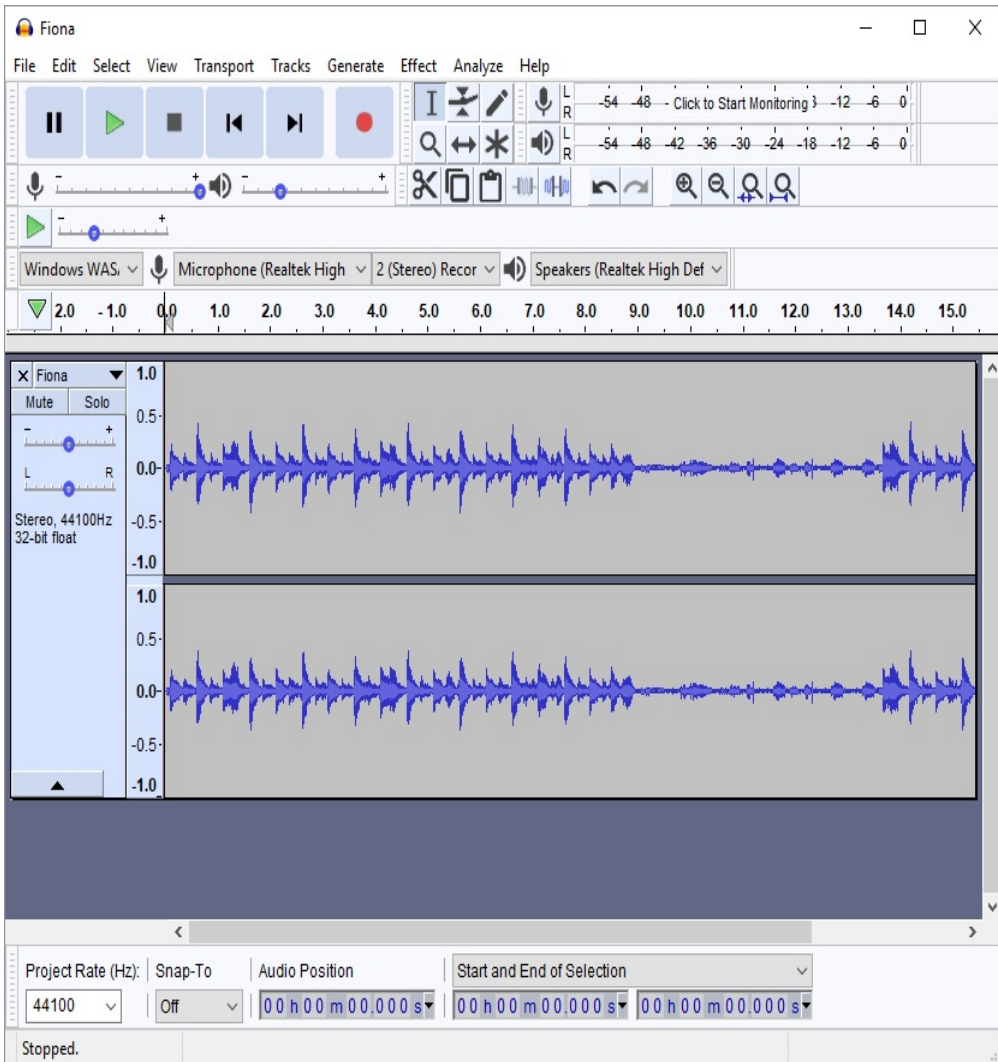 Fiona
File Edit Select View Transport Tracks Generate Effect Analyze Help
L
R
-54 -48 - Click to Start Monitoring 3 -12 -6 0
L
R
-54 -48 -42 -36 -30 -24 -18 -12 -6 0
- +
- +
- +
Windows WAS. Microphone (Realtek High 2 (Stereo) Recor Speakers (Realtek High Def
2.0 - 1.0 0.0 1.0 2.0 3.0 4.0 5.0 6.0 7.0 8.0 9.0 10.0 11.0 12.0 13.0 14.0 15.0
X Fiona
Mute Solo
- +
L R
Stereo, 44100Hz
32-bit float
1.0
0.5
0.0
-0.5
-1.0
1.0
0.5
0.0
-0.5
-1.0
Project Rate (Hz): Snap-To Audio Position Start and End of Selection
44100 Off 00 h 00 m 00.000 s 00 h 00 m 00.000 s 00 h 00 m 00.000 s
Stopped.